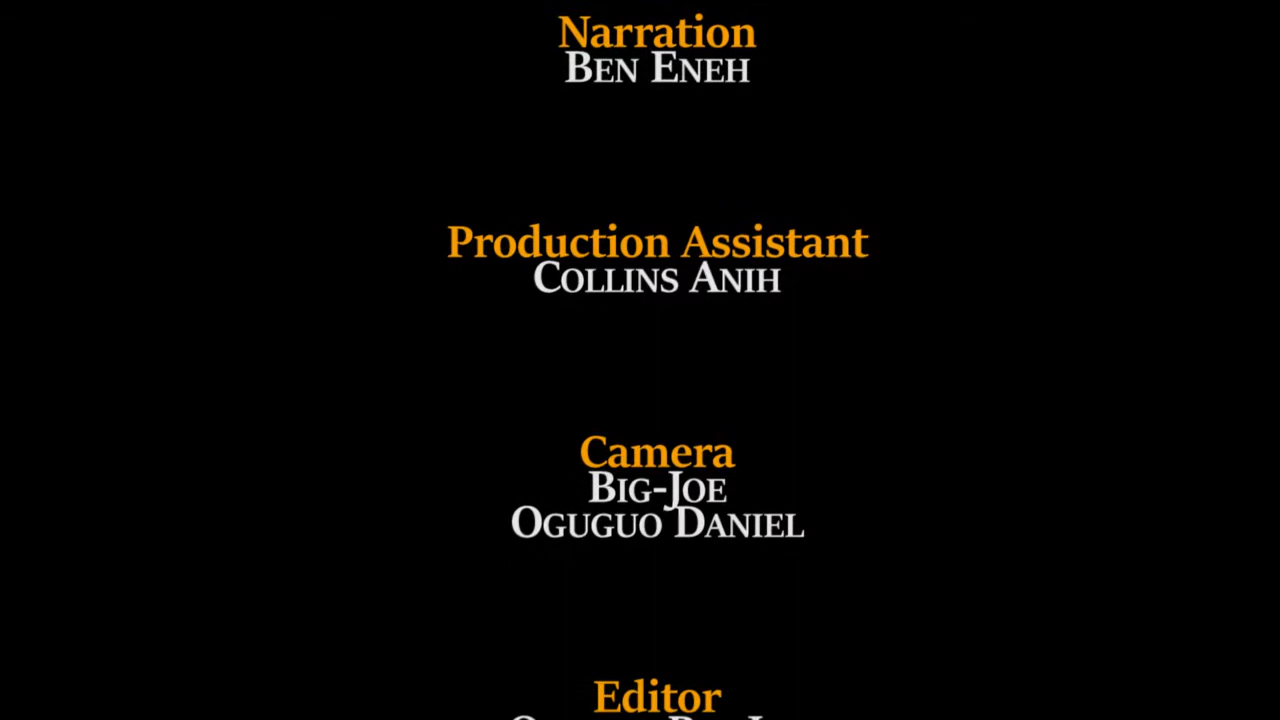 Narration
BEN ENEH
Production Assistant
COLLINS ANIH
Camera
BIG-JOE
OGUGUO DANIEL
Editor